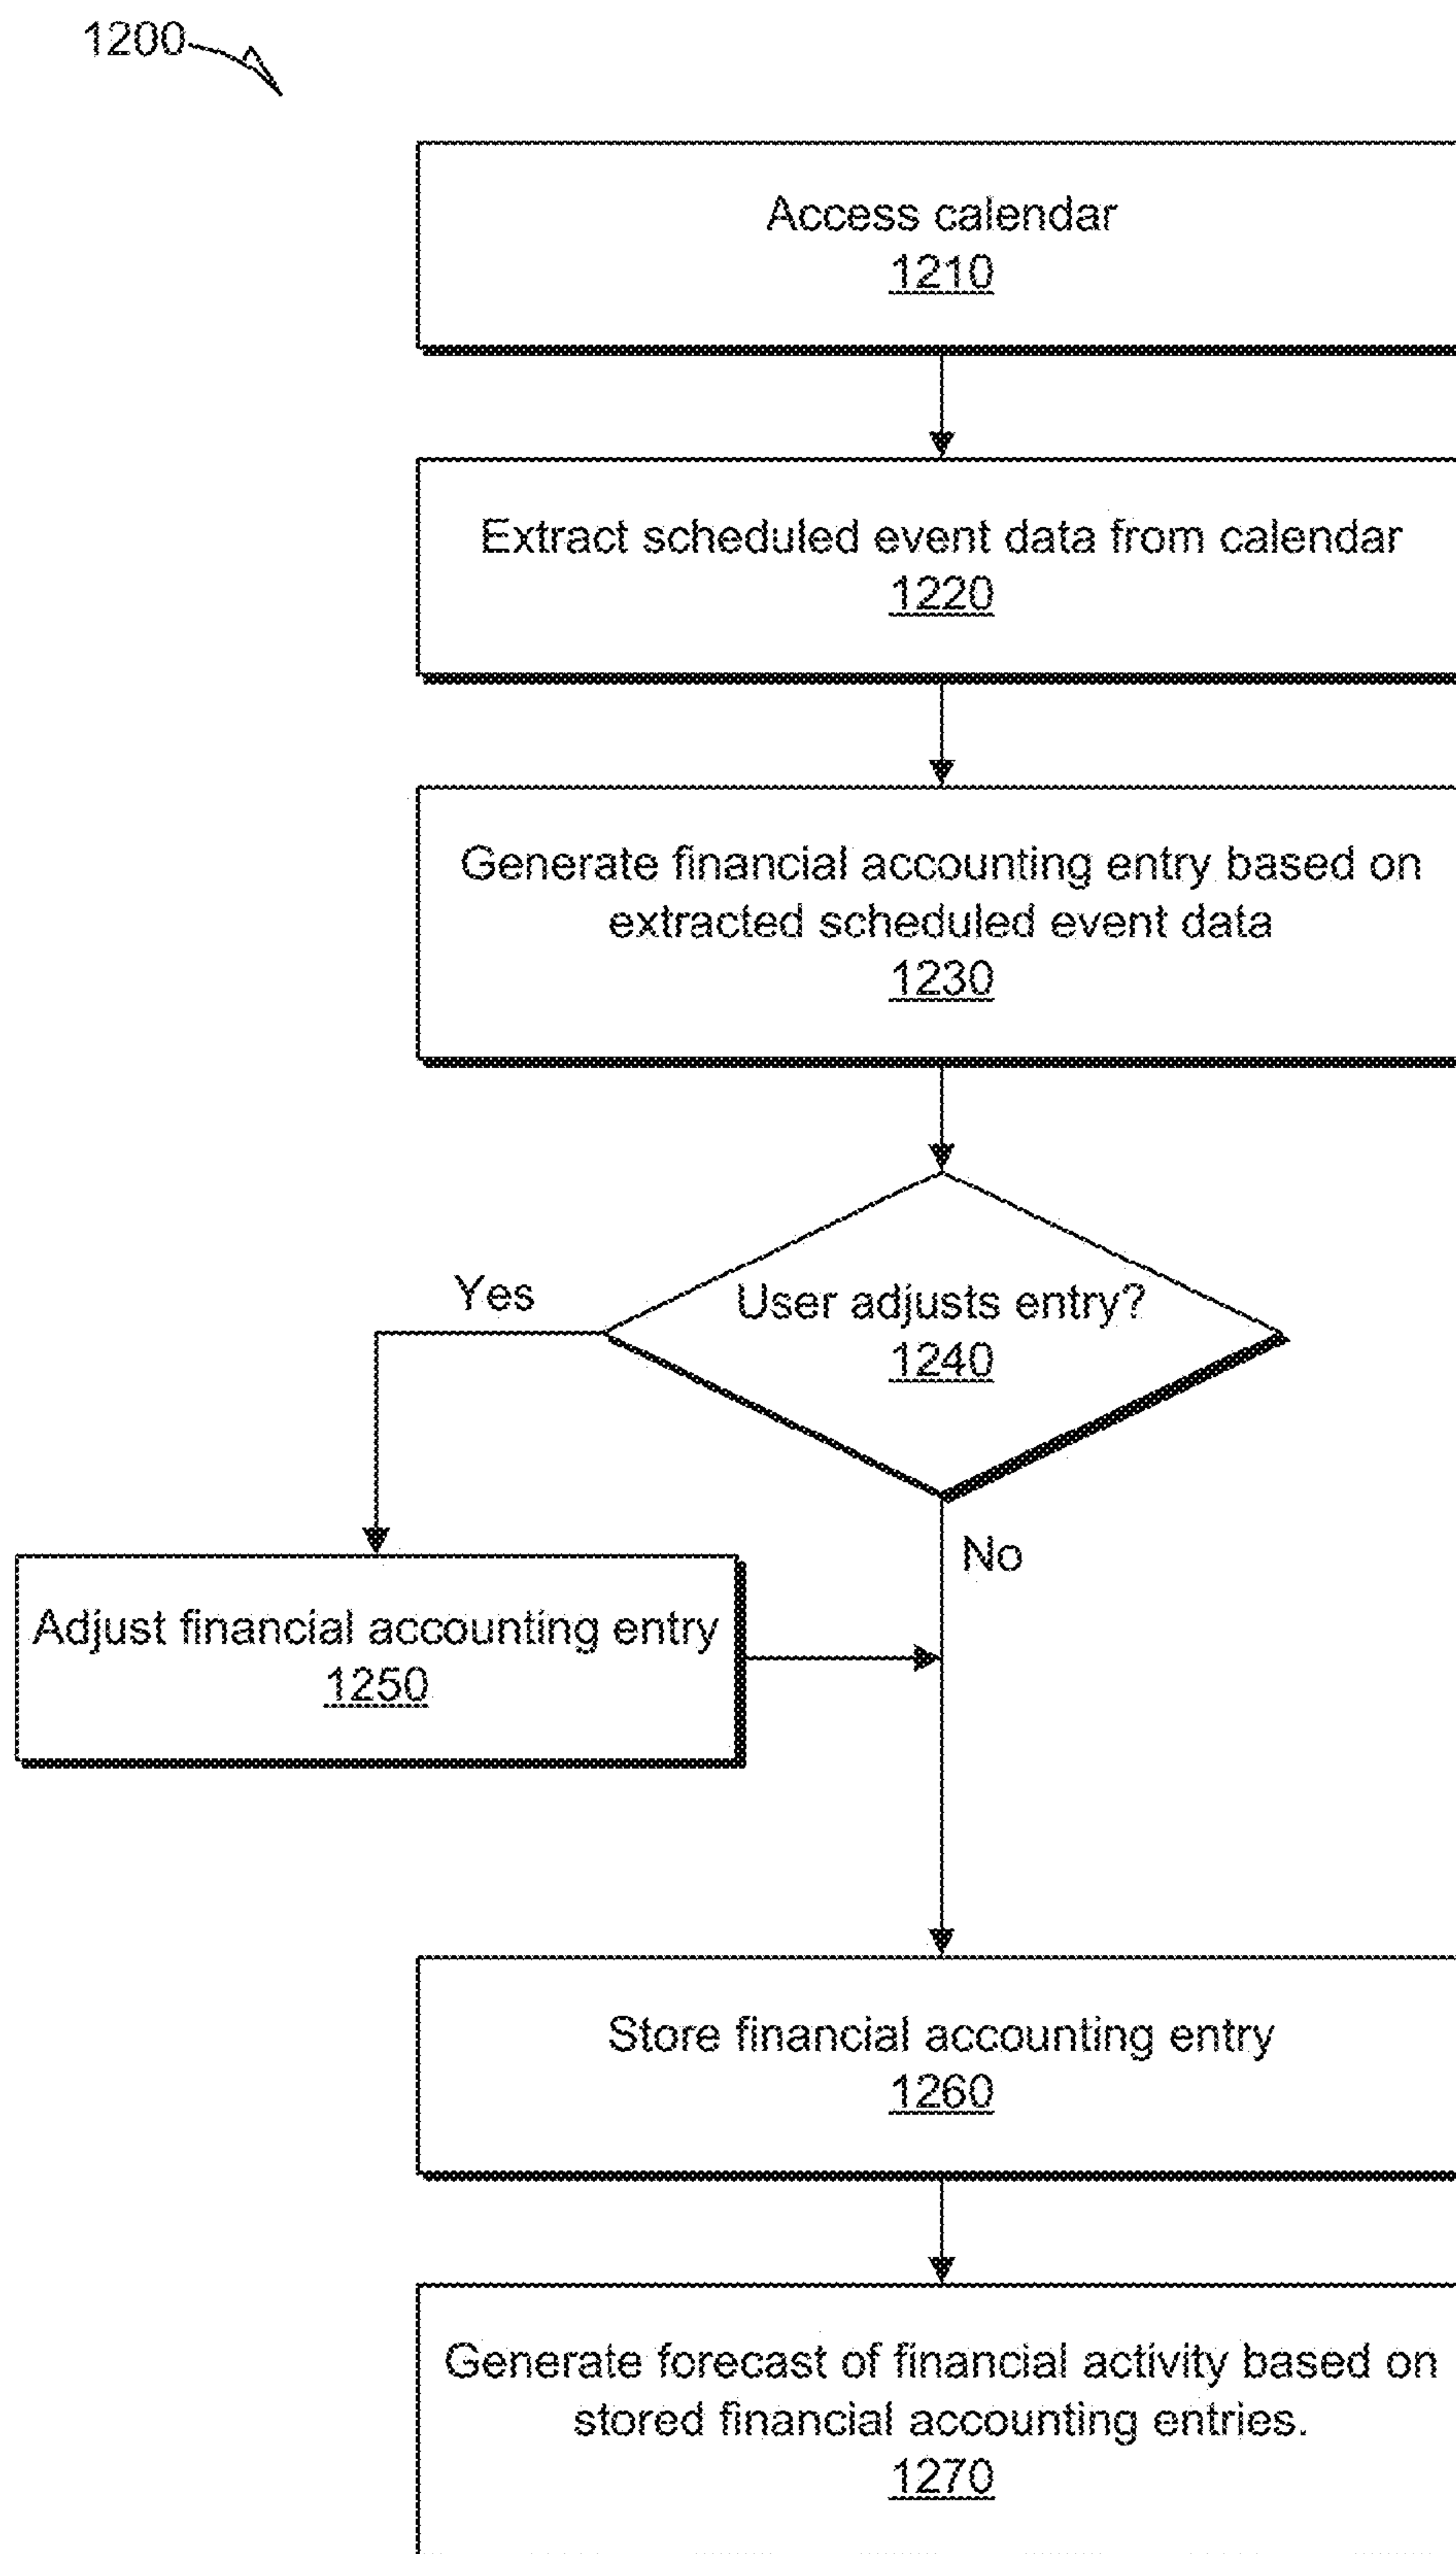 1200
Access calendar
1210
Extract scheduled event data from calendar
1220
Generate financial accounting entry based on
extracted scheduled event data
1230
Yes
User adjusts entry?
1240
No
Adjust financial accounting entry
1250
Store financial accounting entry
1260
Generate forecast of financial activity based on
stored financial accounting entries.
1270